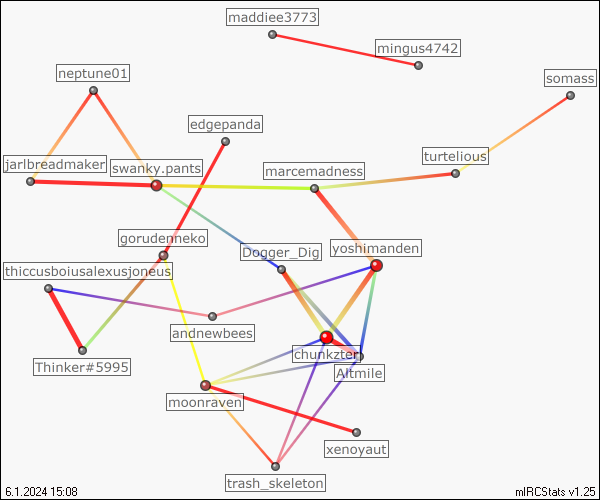 maddiee3773
mingus4742
neptune01
somass
edgepanda
turtelious
jarlbreadmaker
swanky.pants
marcemadness
gorudenneko
Dogger_Dig
yoshimanden
thiccusboiusalexusjoneus
andnewbees
chunkzter
Thinker#5995
Altmile
moonraven
xenoyaut
trash_skeleton
6.1.2024 15:08
mIRCStats v1.25